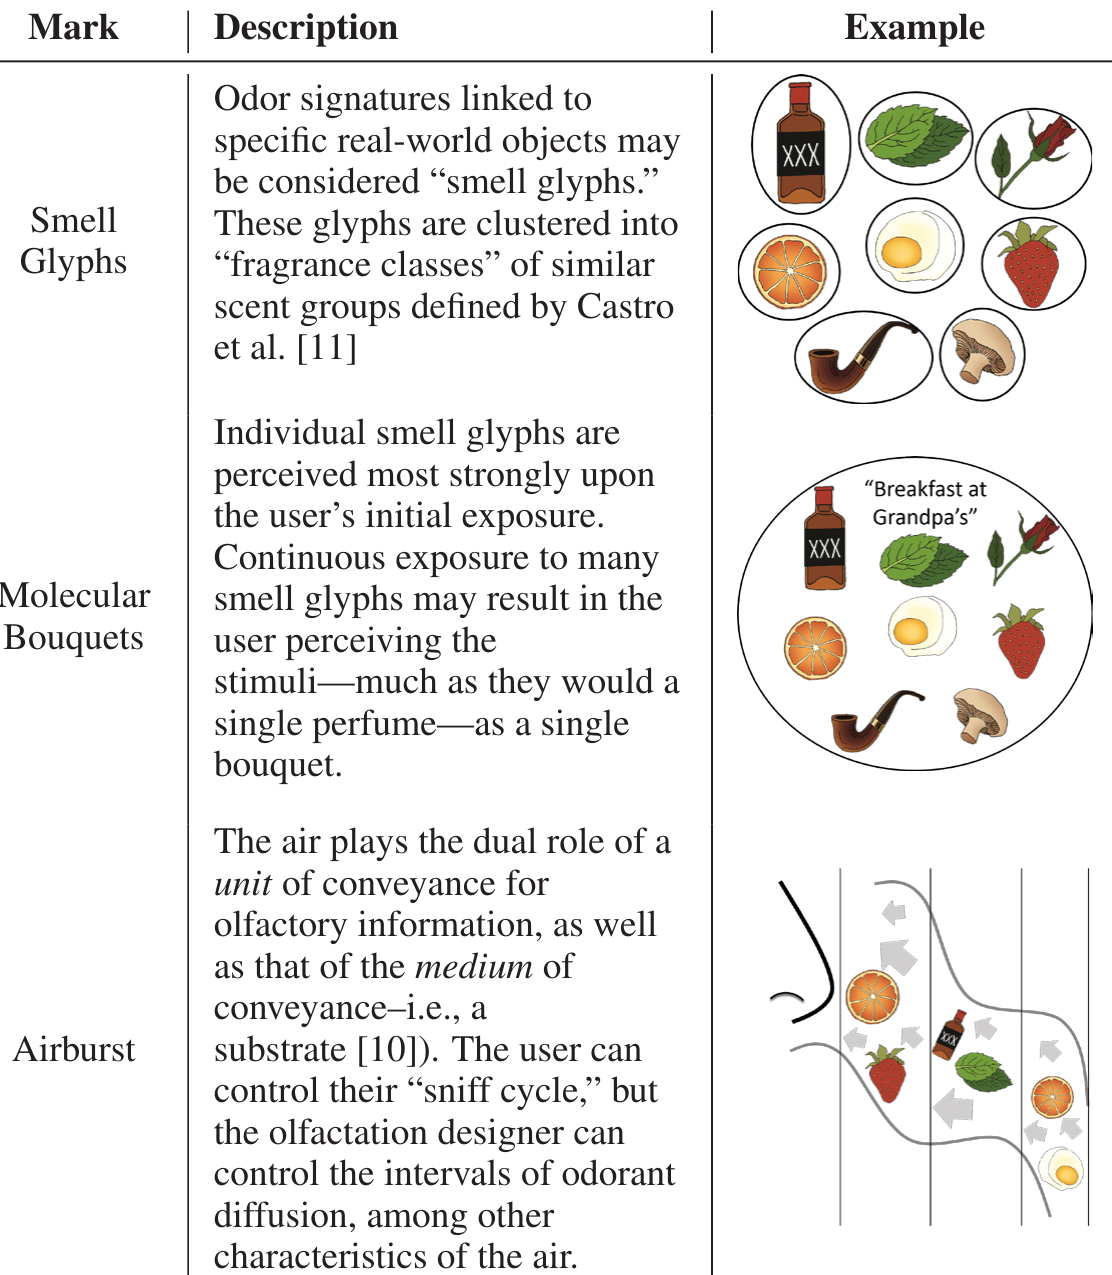 Mark
Description
Example
Smell
Glyphs
Odor signatures linked to
specific real-world objects may
be considered “smell glyphs.”
These glyphs are clustered into
“fragrance classes” of similar
scent groups defined by Castro
et al. [11]
XXX
Molecular
Bouquets
Individual smell glyphs are
perceived most strongly upon
the user’s initial exposure.
Continuous exposure to many
smell glyphs may result in the
user perceiving the
stimuli—much as they would a
single perfume—as a single
bouquet.
“Breakfast at
Grandpa’s”
XXX
Airburst
The air plays the dual role of a
unit of conveyance for
olfactory information, as well
as that of the medium of
conveyance–i.e., a
substrate [10]). The user can
control their “sniff cycle,” but
the olfactation designer can
control the intervals of odorant
diffusion, among other
characteristics of the air.
XXX